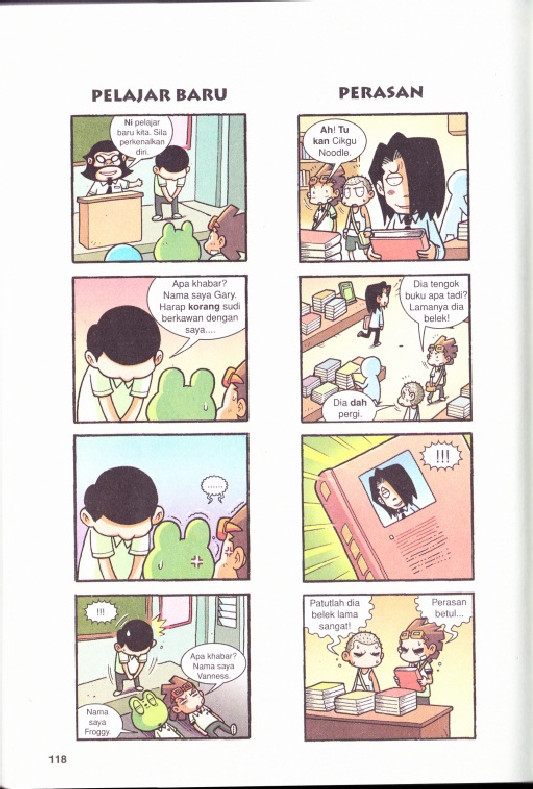 PELAJAR BARU
Ini pelajar
baru kita. Sila
perkenalkan
diri.
Apa khabar?
Nama saya Gary.
Harap korang sudi
berkawan dengan
saya....
......
!!!
Apa khabar?
Nama saya
Vanness.
Nama
saya
Froggy.
PERASAN
Ah! Tu
kan Cikgu
Noodle.
Dia tengok
buku apa tadi?
Lamanya dia
belek!
Dia dah
pergi.
!!!
Patutlah dia
belek lama
sangat!
Perasan
betul...
118